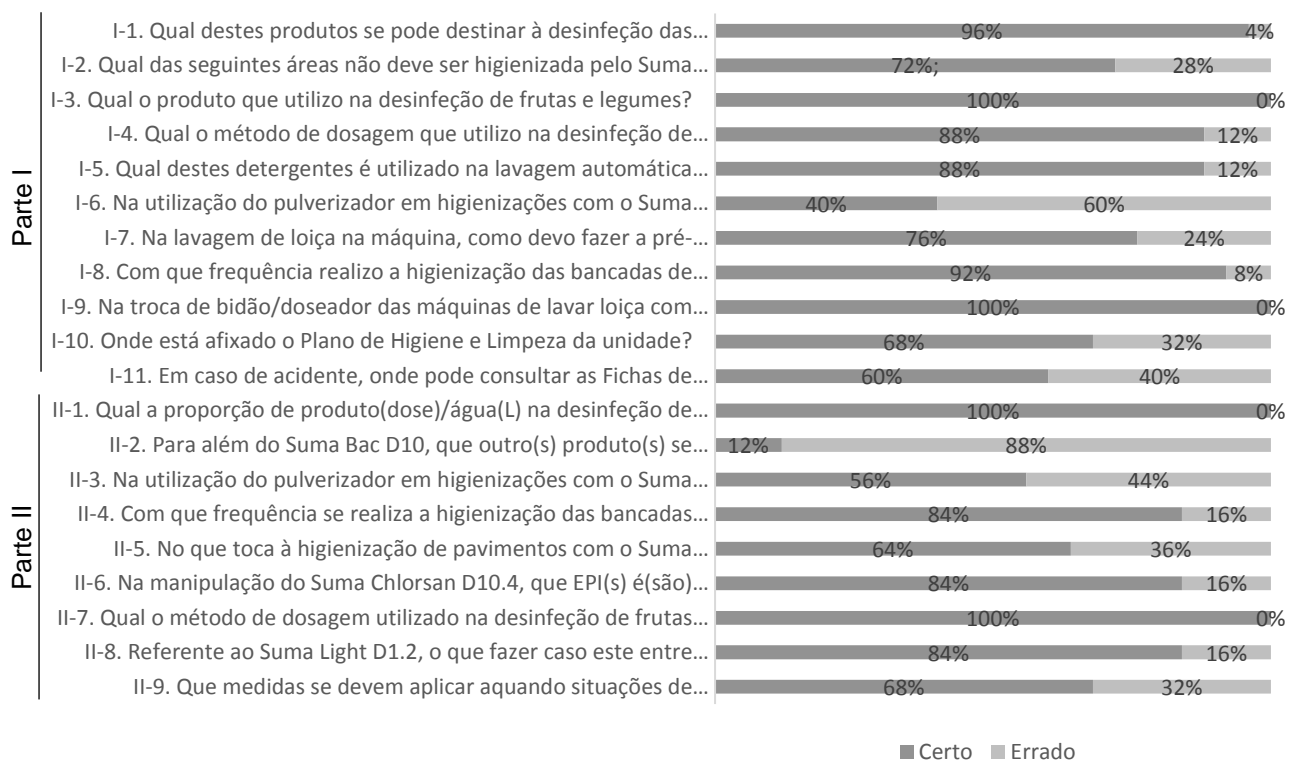 Parte I
I-1. Qual destes produtos se pode destinar à desinfeção das... 96% 4%
I-2. Qual das seguintes áreas não deve ser higienizada pelo Suma... 72%; 28%
I-3. Qual o produto que utilizo na desinfeção de frutas e legumes? 100% 0%
I-4. Qual o método de dosagem que utilizo na desinfeção de... 88% 12%
I-5. Qual destes detergentes é utilizado na lavagem automática... 88% 12%
I-6. Na utilização do pulverizador em higienizações com o Suma... 40% 60%
I-7. Na lavagem de loiça na máquina, como devo fazer a pré-... 76% 24%
I-8. Com que frequência realizo a higienização das bancadas de... 92% 8%
I-9. Na troca de bidão/doseador das máquinas de lavar loiça com... 100% 0%
I-10. Onde está afixado o Plano de Higiene e Limpeza da unidade? 68% 32%
I-11. Em caso de acidente, onde pode consultar as Fichas de... 60% 40%
Parte II
II-1. Qual a proporção de produto(dose)/água(L) na desinfeção de... 100% 0%
II-2. Para além do Suma Bac D10, que outro(s) produto(s) se... 12% 88%
II-3. Na utilização do pulverizador em higienizações com o Suma... 56% 44%
II-4. Com que frequência se realiza a higienização das bancadas... 84% 16%
II-5. No que toca à higienização de pavimentos com o Suma... 64% 36%
II-6. Na manipulação do Suma Chlorsan D10.4, que EPI(s) é(são)... 84% 16%
II-7. Qual o método de dosagem utilizado na desinfeção de frutas... 100% 0%
II-8. Referente ao Suma Light D1.2, o que fazer caso este entre... 84% 16%
II-9. Que medidas se devem aplicar aquando situações de... 68% 32%
Certo Errado